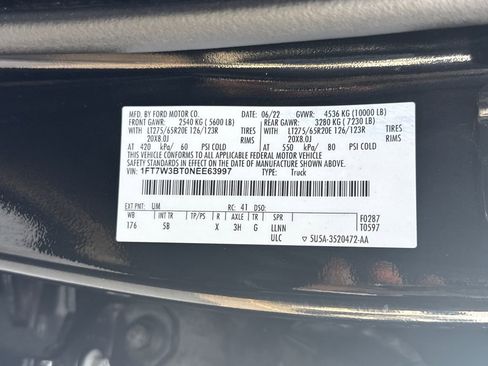 MFD. BY FORD MOTOR CO. DATE: 06/22 GVWR: 4536 KG (10000 LB)
FRONT GAWR: 2540 KG (5600 LB) REAR GAWR: 3280 KG (7230 LB)
WITH LT275/65R20E 126/123R TIRES WITH LT275/65R20E 126/123R TIRES
20X8.0J RIMS 20X8.0J RIMS
AT 420 kPa/ 60 PSI COLD AT 550 kPa/ 80 PSI COLD
THIS VEHICLE CONFORMS TO ALL APPLICABLE FEDERAL MOTOR VEHICLE
SAFETY STANDARDS IN EFFECT ON THE DATE OF MANUFACTURE SHOWN ABOVE.
VIN: 1FT7W3BT0NEE63997 TYPE: Truck
EXT PNT: UM RC: 41 DSO: F0287
WB INT TR TP/PS R AXLE TR SPR T0597
176 5B X 3H G LLNN
ULC 5U5A-3520472-AA